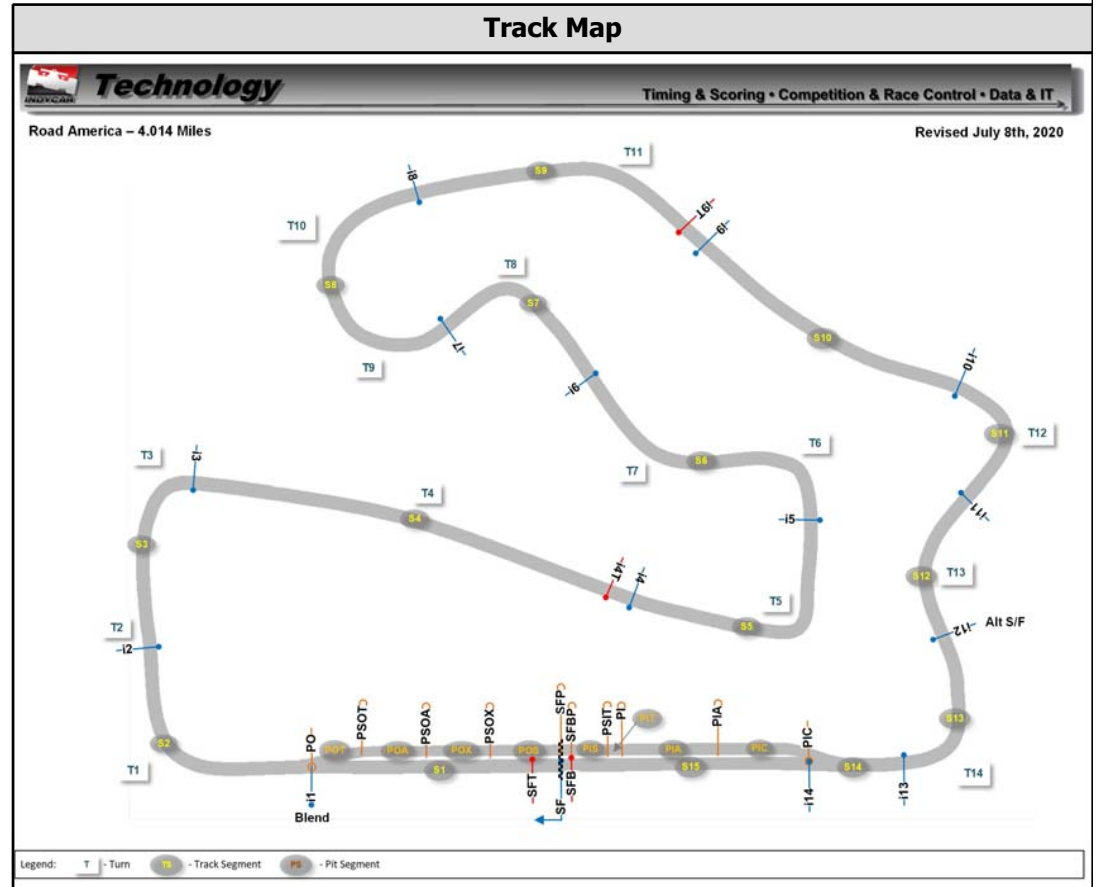 Track Map
INDYCAR
Technology
Timing & Scoring • Competition & Race Control • Data & IT
Road America – 4.014 Miles
Revised July 8th, 2020
T11
S9
-i8
-i9T
-i9
T10
T8
S8
S7
S10
-i7
T9
-i10
-i6
S11
T12
T6
T3
-i3
S6
T7
T4
S4
-i5
-i11
S3
S12
T13
-i4T
-i4
T5
S5
-i12
Alt S/F
T2
-i2
S13
S2
T1
PO-
PSOT
PSOA
PSOX
SFP
SFBP
PSIT
PI
PIT
PIA
PIC-
POT
POA
POX
POS
PIS
PIA
PIC
S1
S15
S14
T14
-i1
-SFT
SF
-SFB
-i14
-i13
Blend
Legend:
T
- Turn
TS
- Track Segment
PS
- Pit Segment